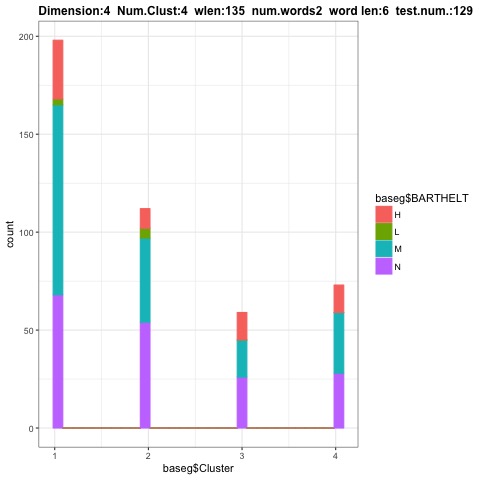 Dimension:4  Num.Clust:4  wlen:135  num.words2  word len:6  test.num.:129
200
150
100
50
0
count
1 2 3 4
baseg$Cluster
baseg$BARTHELT
H
L
M
N